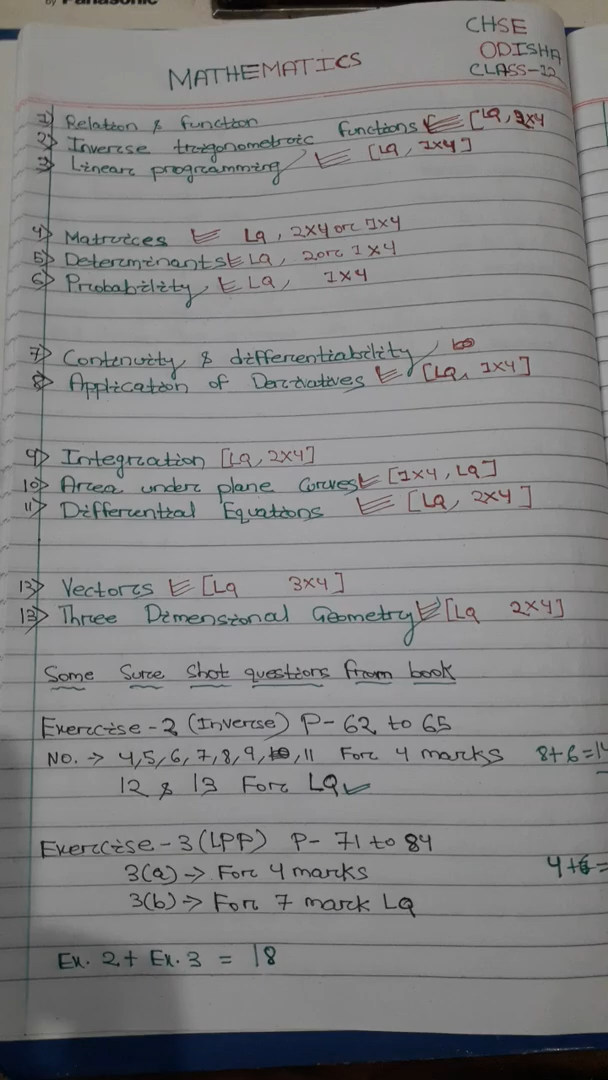 by Panasonic
CHSE
ODISHA
CLASS-12
MATHEMATICS
1) Relation & function
2) Inverse trigonometric functions [LQ, 3x4
3) Linear programming [LQ, 1x4]
4) Matrices LQ, 2x4 or 1x4
5) Determinants LQ, 2 or 1x4
6) Probability, LQ, 1x4
7) Continuity & differentiability
8) Application of Derivatives [LQ, 1x4]
9) Integration [LQ, 2x4]
10) Area under plane Curves [1x4, LQ]
11) Differential Equations [LQ, 2x4]
12) Vectors [LQ 3x4]
13) Three Dimensional Geometry [LQ 2x4]
Some Sure Shot questions from book
Exercise - 2 (Inverse) P- 62 to 65
NO. → 4,5,6,7,8,9, 11 For 4 marks 8+6=14
12 & 13 For LQ
Exercise - 3 (LPP) P- 71 to 84
3(a) → For 4 marks 4+6=
3(b) → For 7 mark LQ
Ex. 2 + Ex. 3 = 18